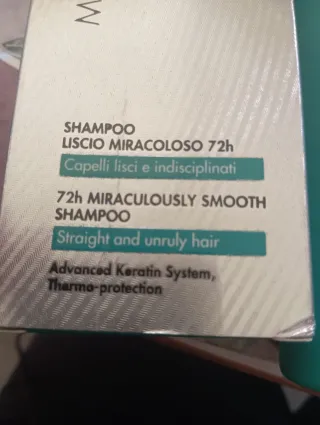 SHAMPOO
LISCIO MIRACOLOSO 72h
Capelli lisci e indisciplinati
72h MIRACULOUSLY SMOOTH
SHAMPOO
Straight and unruly hair
Advanced Keratin System,
Thermo-protection